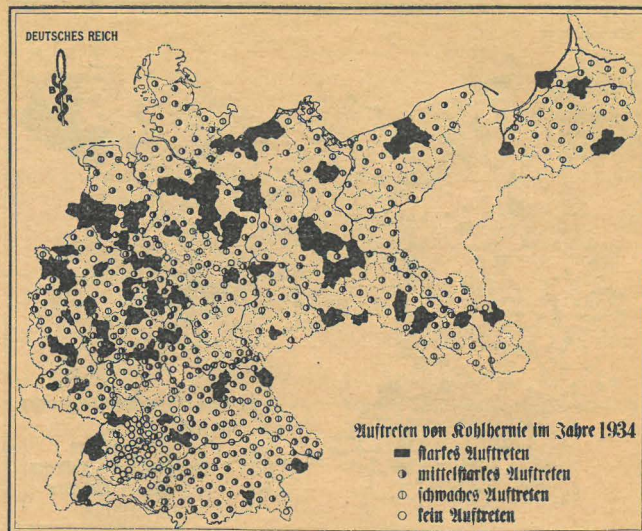 DEUTSCHES REICH
B
R
A
Auftreten von Kohlhernie im Jahre 1934
starkes Auftreten
mittelstarkes Auftreten
schwaches Auftreten
kein Auftreten